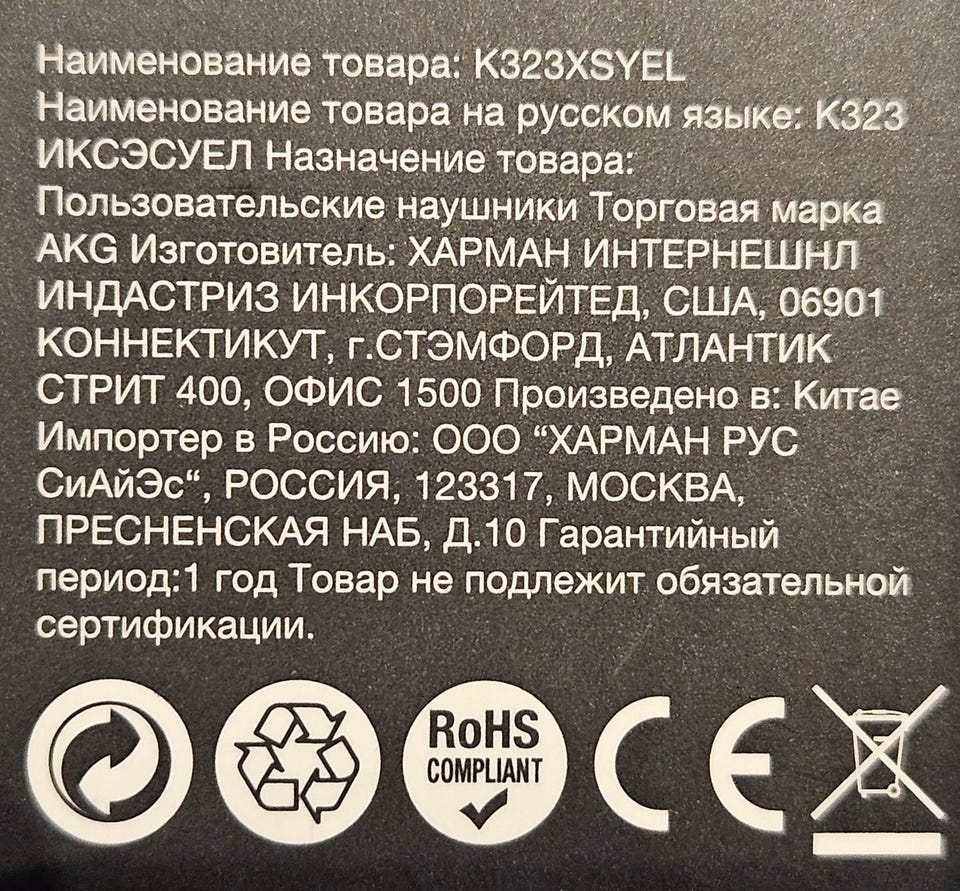 Наименование товара: K323XSYEL
Наименование товара на русском языке: К323
ИКСЭСУЕЛ Назначение товара:
Пользовательские наушники Торговая марка
AKG Изготовитель: ХАРМАН ИНТЕРНЕШНЛ
ИНДАСТРИЗ ИНКОРПОРЕЙТЕД, США, 06901
КОННЕКТИКУТ, г.СТЭМФОРД, АТЛАНТИК
СТРИТ 400, ОФИС 1500 Произведено в: Китае
Импортер в Россию: ООО “ХАРМАН РУС
СиАйЭс“, РОССИЯ, 123317, МОСКВА,
ПРЕСНЕНСКАЯ НАБ, Д.10 Гарантийный
период:1 год Товар не подлежит обязательной
сертификации.
RoHS
COMPLIANT
CE